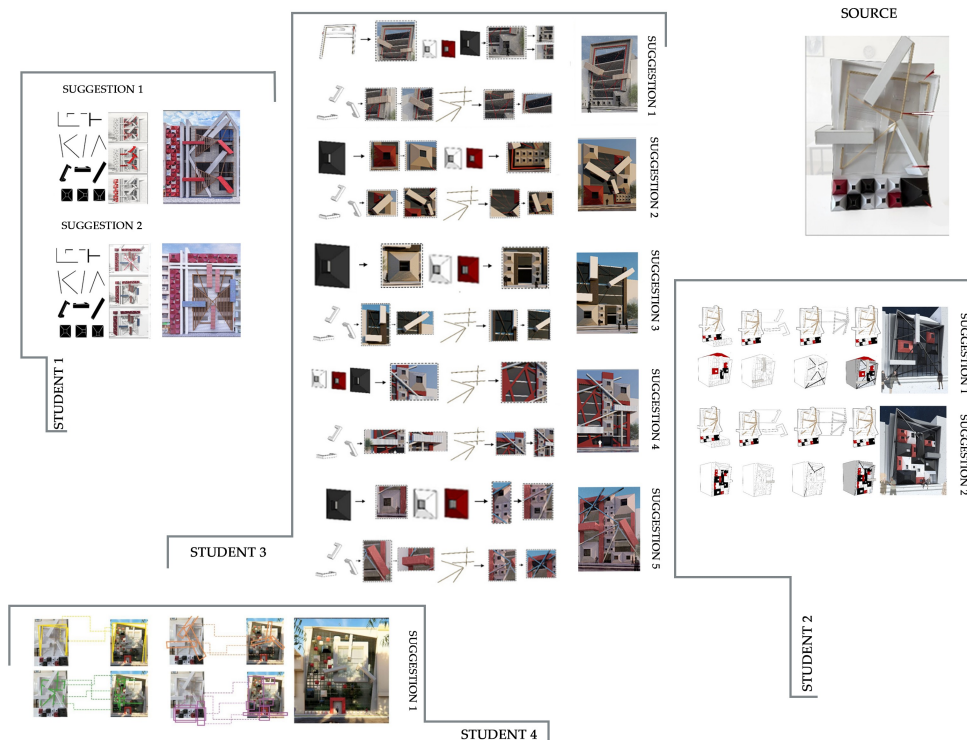 SOURCE
SUGGESTION 1
SUGGESTION 2
STUDENT 1
SUGGESTION 1
SUGGESTION 2
SUGGESTION 3
SUGGESTION 4
SUGGESTION 5
STUDENT 3
SUGGESTION 1
SUGGESTION 2
STUDENT 2
SUGGESTION 1
STUDENT 4